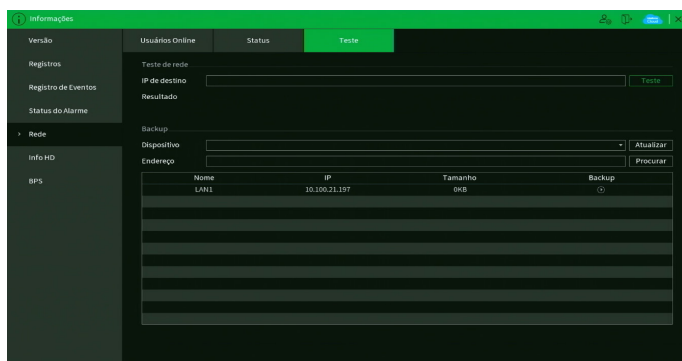 Informações
Versão
Registros
Registro de Eventos
Status do Alarme
Rede
Info HD
BPS
Usuários Online
Status
Teste
Teste de rede
IP de destino
Teste
Resultado
Backup
Dispositivo
Atualizar
Endereço
Procurar
Nome IP Tamanho Backup
LAN1 10.100.21.197 0KB